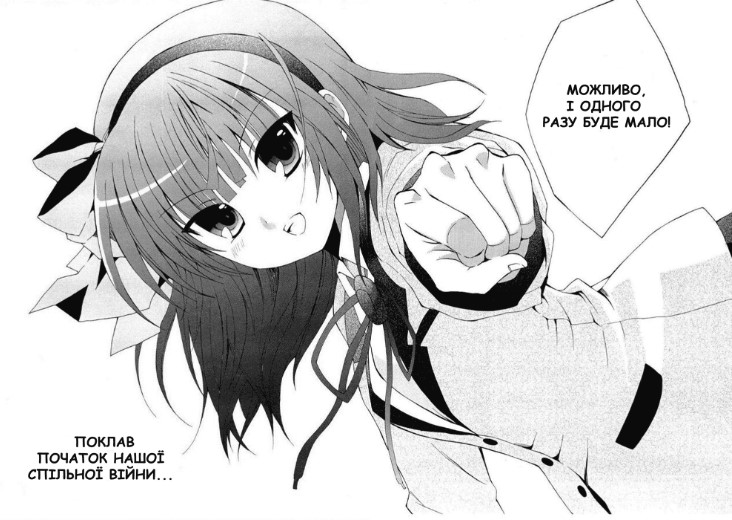 МОЖЛИВО,
І ОДНОГО
РАЗУ БУДЕ МАЛО!
ПОКЛАВ
ПОЧАТОК НАШОЇ
СПІЛЬНОЇ ВІЙНИ...